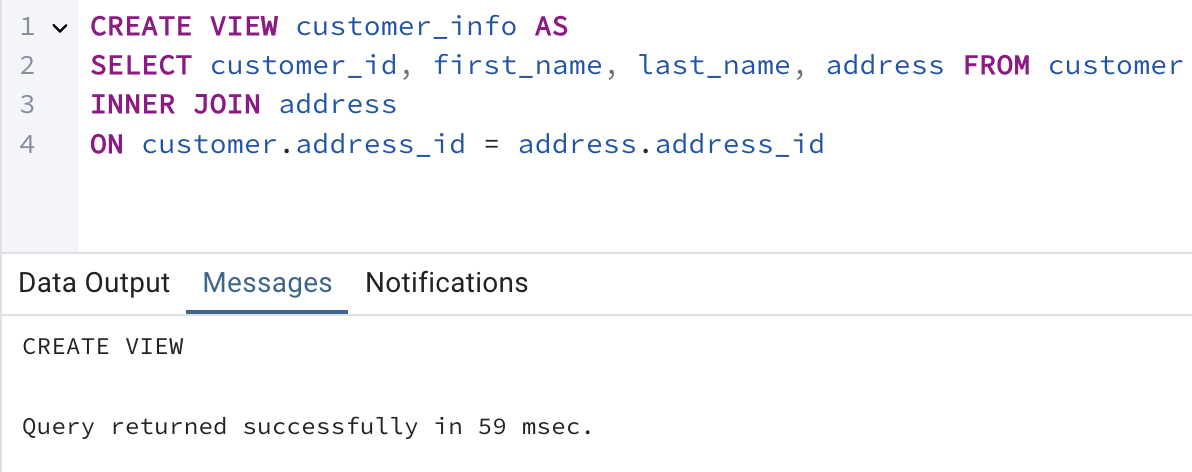 1 CREATE VIEW customer_info AS
2 SELECT customer_id, first_name, last_name, address FROM customer
3 INNER JOIN address
4 ON customer.address_id = address.address_id
Data Output Messages Notifications
CREATE VIEW
Query returned successfully in 59 msec.